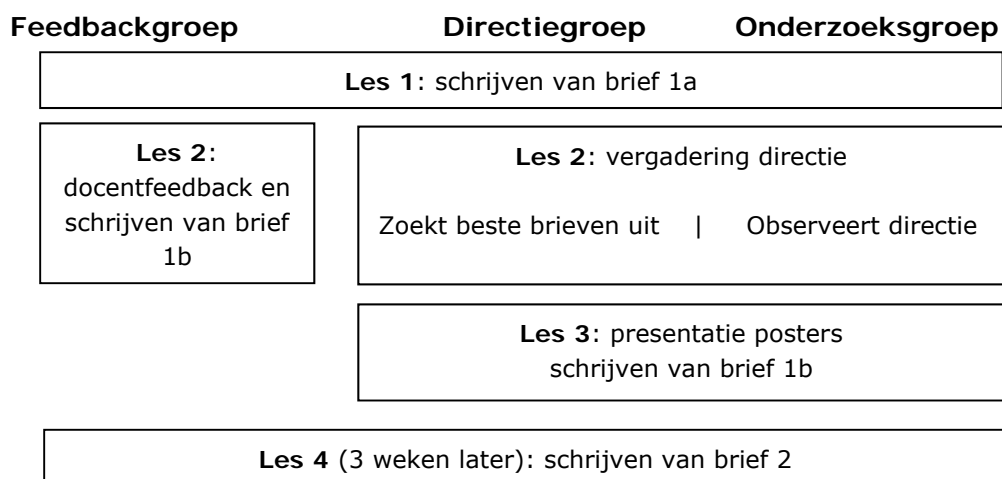 Feedbackgroep Directiegroep Onderzoeksgroep
Les 1: schrijven van brief 1a
Les 2:
docentfeedback en
schrijven van brief
1b
Les 2: vergadering directie
Zoekt beste brieven uit | Observeert directie
Les 3: presentatie posters
schrijven van brief 1b
Les 4 (3 weken later): schrijven van brief 2